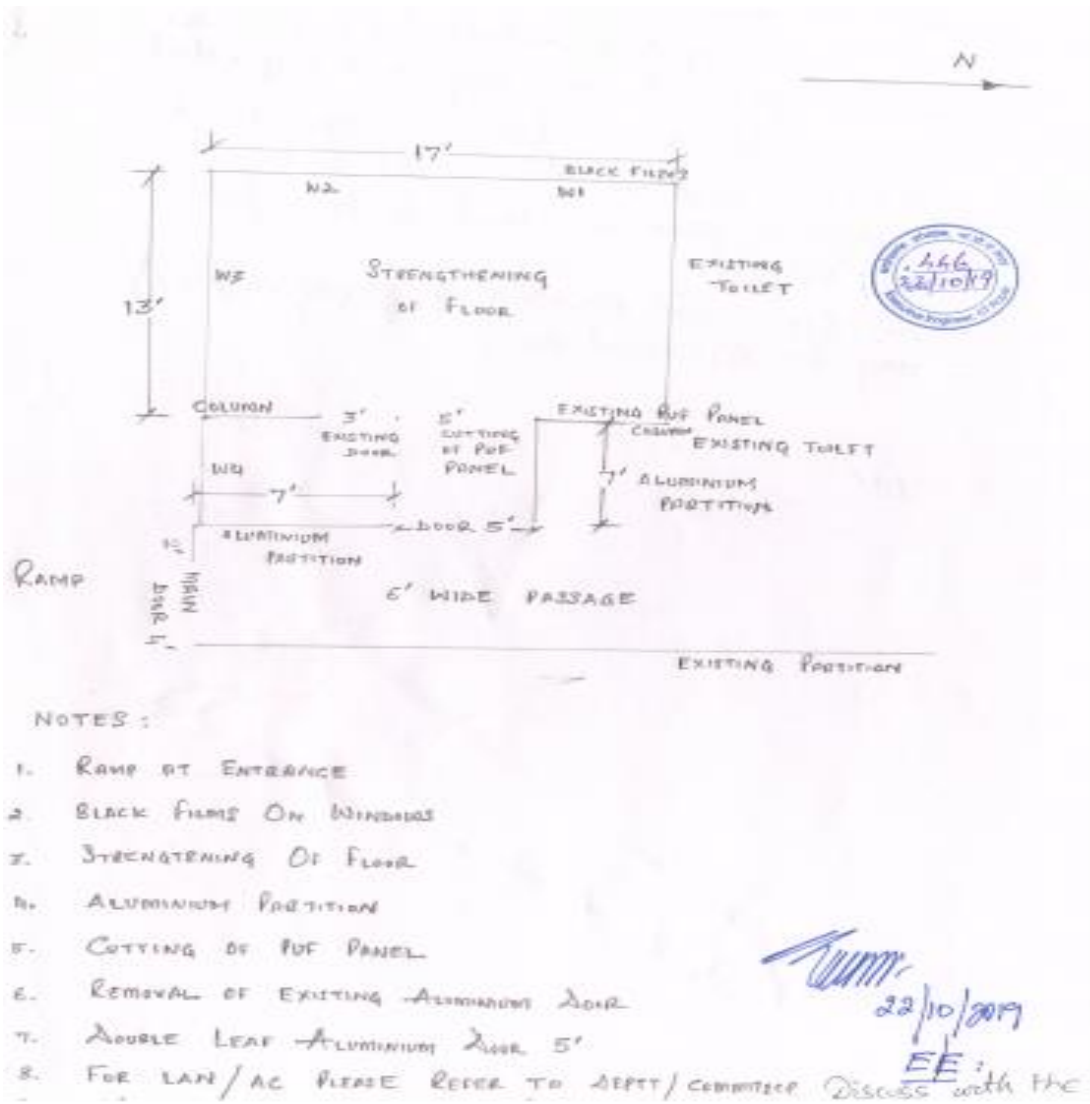 N
17'
BLACK FILMS
W2
W1
W3
STRENGTHENING
OF FLOOR
EXISTING
TOILET
13'
22/10/19
COLUMN
3'
EXISTING
DOOR
5'
CUTTING
OF PUF
PANEL
EXISTING PUF PANEL
COLUMN
EXISTING TOILET
W4
7'
7' ALUMINIUM
PARTITION
DOOR 5'
ALUMINIUM
PARTITION
RAMP
MAIN
DOOR 5'
6' WIDE PASSAGE
EXISTING PARTITION
NOTES :
1. RAMP AT ENTRANCE
2. BLACK FILMS ON WINDOWS
3. STRENGTRNING OF FLOOR
4. ALUMINIUM PARTITION
5. CUTTING OF PUF PANEL
6. REMOVAL OF EXISTING ALUMINIUM DOOR
7. DOUBLE LEAF ALUMINIUM DOOR 5'
8. FOR LAN/AC PLEASE REFER TO DEPTT/COMMITTEE Discuss with the
22/10/2019
EE: